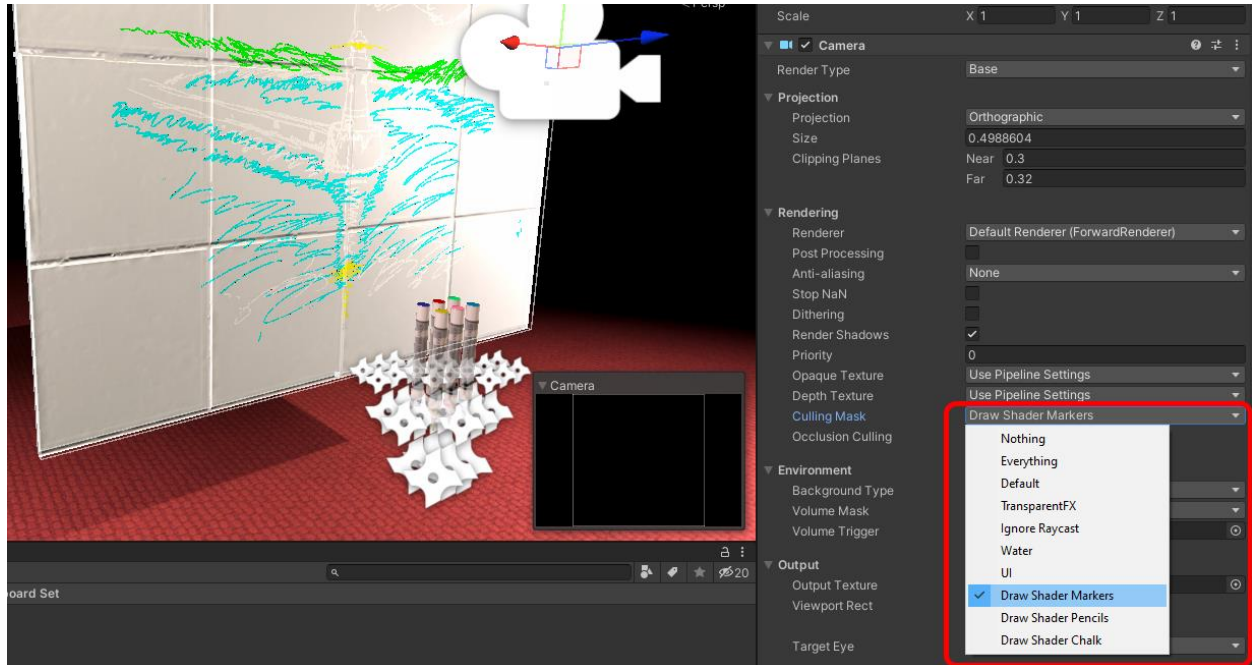 Persp
Scale X 1 Y 1 Z 1
Camera
Render Type Base
Projection
Projection Orthographic
Size 0.4988604
Clipping Planes Near 0.3
Far 0.32
Rendering
Renderer Default Renderer (ForwardRenderer)
Post Processing
Anti-aliasing None
Stop NaN
Dithering
Render Shadows
Priority 0
Opaque Texture Use Pipeline Settings
Depth Texture Use Pipeline Settings
Culling Mask Draw Shader Markers
Occlusion Culling
Nothing
Everything
Default
TransparentFX
Ignore Raycast
Water
UI
Draw Shader Markers
Draw Shader Pencils
Draw Shader Chalk
Environment
Background Type
Volume Mask
Volume Trigger
Output
Output Texture
Viewport Rect
Target Eye
Camera
20
oard Set